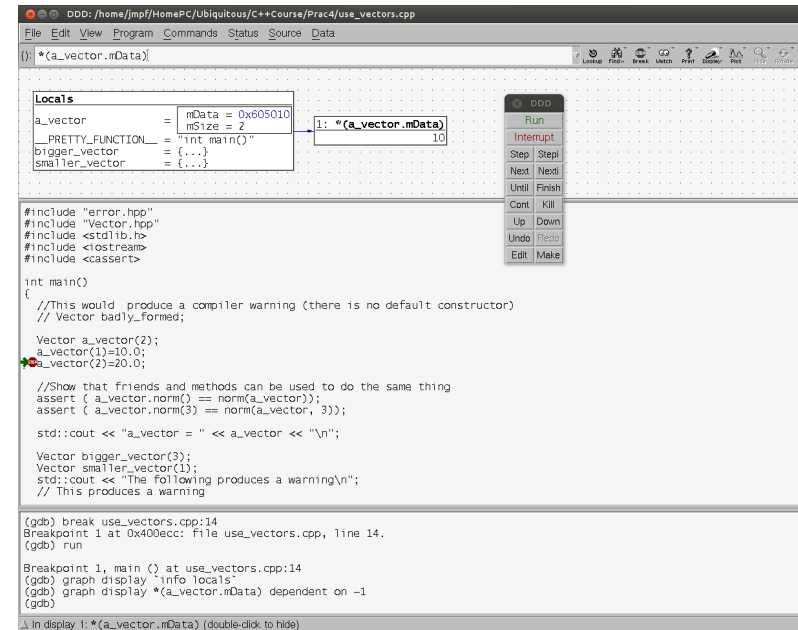 DDD: /home/jmpf/HomePC/Ubiquitous/C++Course/Prac4/use_vectors.cpp
File Edit View Program Commands Status Source Data
(): *(a_vector.mData)
Lookup Find» Break Watch Print Display Plot Hide Rotate
Locals
a_vector = mData = 0x605010
mSize = 2
__PRETTY_FUNCTION__ = "int main()"
bigger_vector = {...}
smaller_vector = {...}
1: *(a_vector.mData)
10
DDD
Run
Interrupt
Step Stepi
Next Nexti
Until Finish
Cont Kill
Up Down
Undo Redo
Edit Make
#include "error.hpp"
#include "Vector.hpp"
#include <stdlib.h>
#include <iostream>
#include <cassert>
int main()
{
//This would  produce a compiler warning (there is no default constructor)
// Vector badly_formed;
Vector a_vector(2);
a_vector(1)=10.0;
STOP a_vector(2)=20.0;
//Show that friends and methods can be used to do the same thing
assert ( a_vector.norm() == norm(a_vector));
assert ( a_vector.norm(3) == norm(a_vector, 3));
std::cout << "a_vector = " << a_vector << "\n";
Vector bigger_vector(3);
Vector smaller_vector(1);
std::cout << "The following produces a warning\n";
// This produces a warning
(gdb) break use_vectors.cpp:14
Breakpoint 1 at 0x400ecc: file use_vectors.cpp, line 14.
(gdb) run
Breakpoint 1, main () at use_vectors.cpp:14
(gdb) graph display `info locals`
(gdb) graph display *(a_vector.mData) dependent on -1
(gdb)
In display 1: *(a_vector.mData) (double-click to hide)